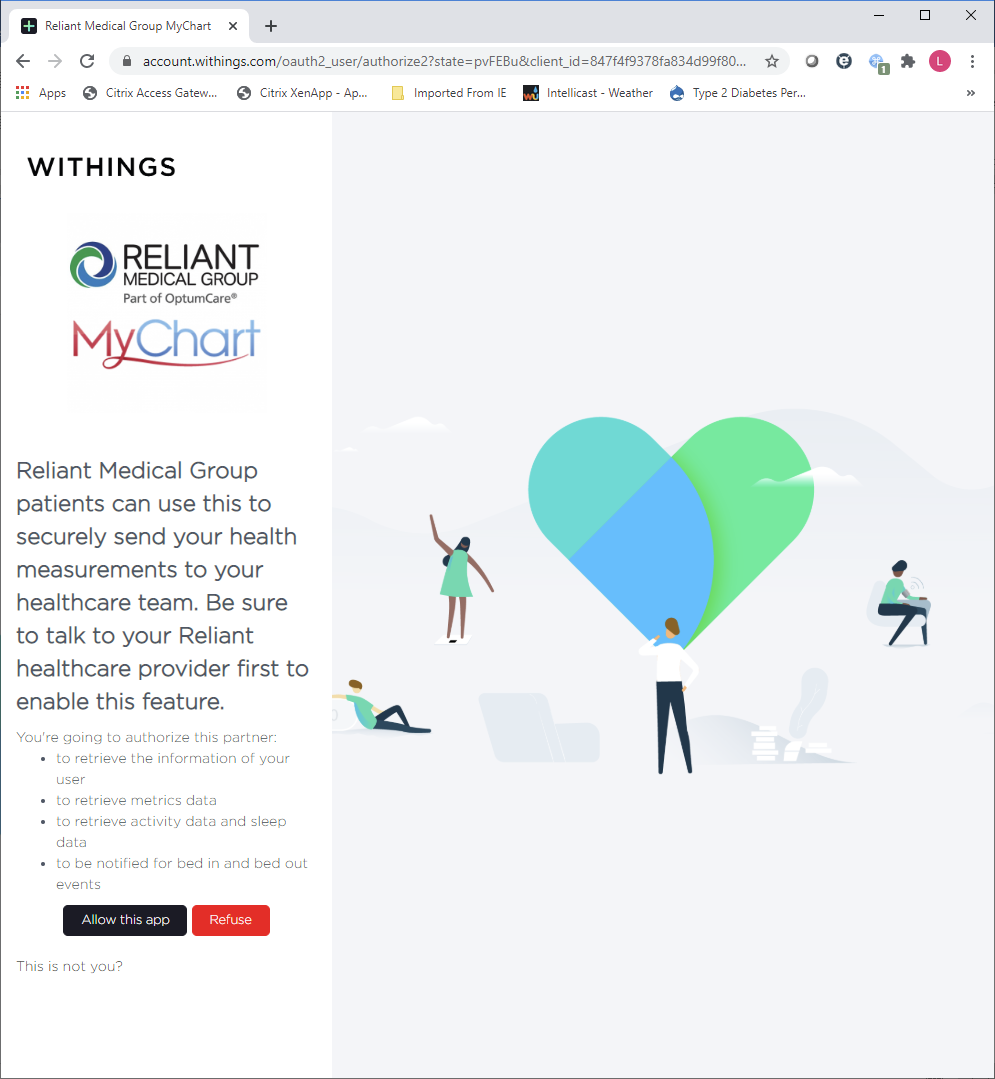 Reliant Medical Group MyChart
account.withings.com/oauth2_user/authorize2?state=pvFEBu&client_id=847f4f9378fa834d99f80...
1
L
Apps
Citrix Access Gatew...
Citrix XenApp - Ap...
Imported From IE
Intellicast - Weather
Type 2 Diabetes Per...
»
WITHINGS
RELIANT
MEDICAL GROUP
Part of OptumCare®
MyChart
Reliant Medical Group
patients can use this to
securely send your health
measurements to your
healthcare team. Be sure
to talk to your Reliant
healthcare provider first to
enable this feature.
You're going to authorize this partner:
• to retrieve the information of your
user
• to retrieve metrics data
• to retrieve activity data and sleep
data
• to be notified for bed in and bed out
events
Allow this app
Refuse
This is not you?